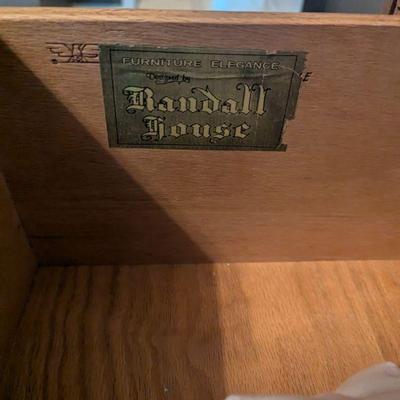 FURNITURE ELEGANCE
Designed by
Randall
House
E